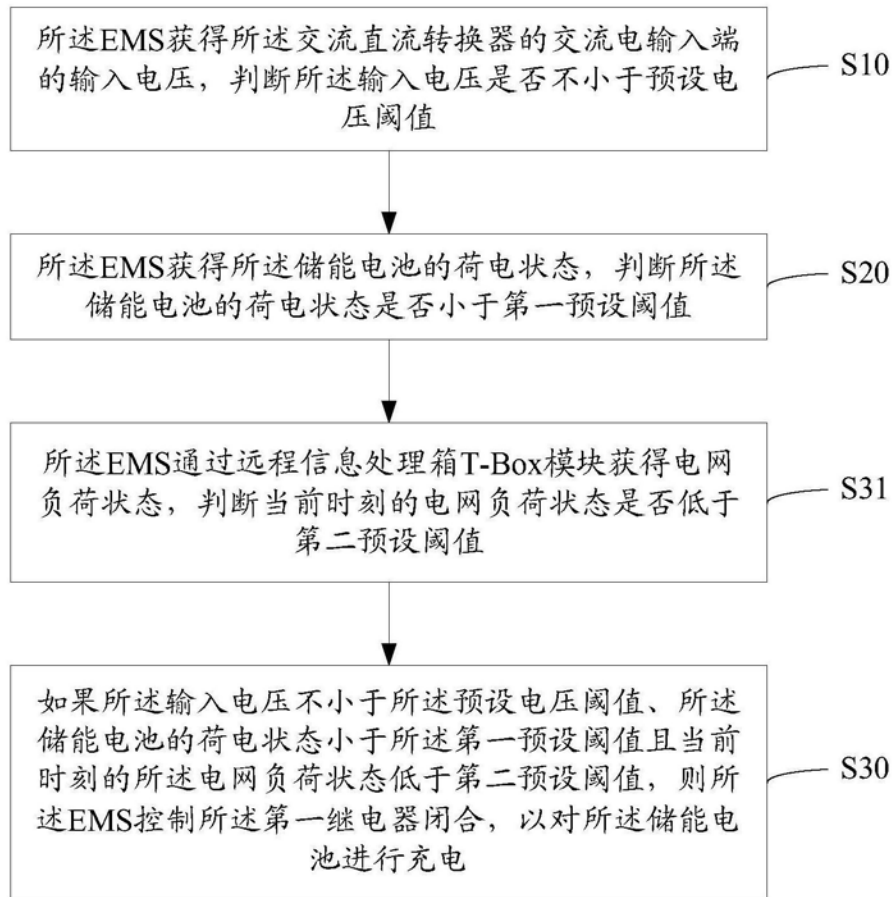 所述EMS获得所述交流直流转换器的交流电输入端
的输入电压，判断所述输入电压是否不小于预设电
压阈值
S10
所述EMS获得所述储能电池的荷电状态，判断所述
储能电池的荷电状态是否小于第一预设阈值
S20
所述EMS通过远程信息处理箱T-Box模块获得电网
负荷状态，判断当前时刻的电网负荷状态是否低于
第二预设阈值
S31
如果所述输入电压不小于所述预设电压阈值、所述
储能电池的荷电状态小于所述第一预设阈值且当前
时刻的所述电网负荷状态低于第二预设阈值，则所
述EMS控制所述第一继电器闭合，以对所述储能电
池进行充电
S30